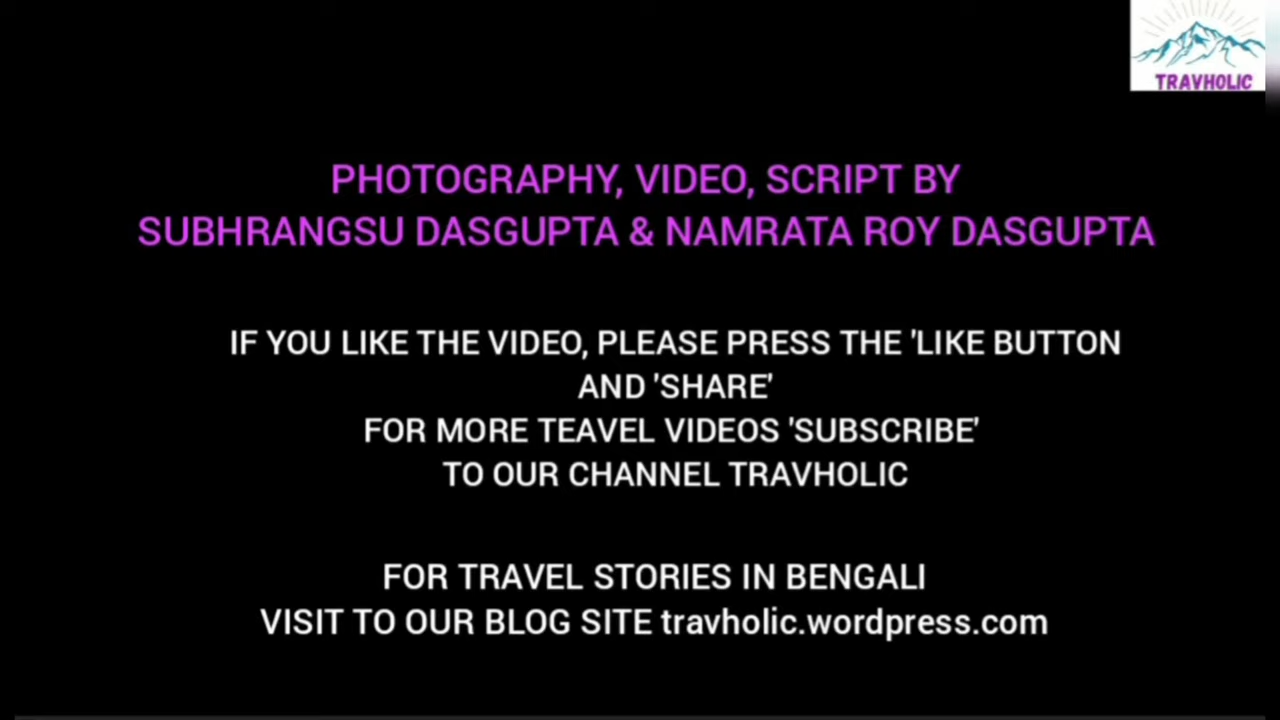 TRAVHOLIC
PHOTOGRAPHY, VIDEO, SCRIPT BY
SUBHRANGSU DASGUPTA & NAMRATA ROY DASGUPTA
IF YOU LIKE THE VIDEO, PLEASE PRESS THE 'LIKE BUTTON
AND 'SHARE'
FOR MORE TEAVEL VIDEOS 'SUBSCRIBE'
TO OUR CHANNEL TRAVHOLIC
FOR TRAVEL STORIES IN BENGALI
VISIT TO OUR BLOG SITE travholic.wordpress.com